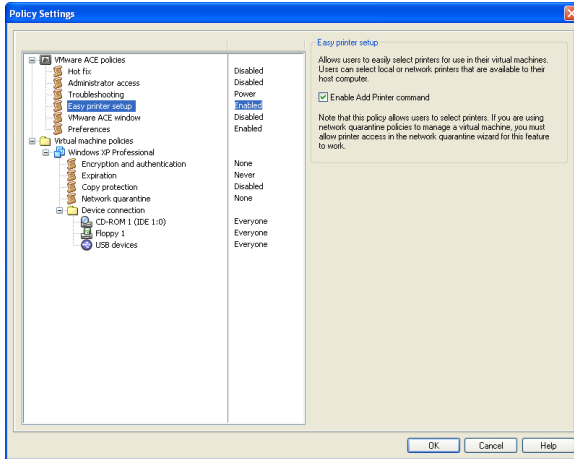 Policy Settings
VMware ACE policies
Hot fix Disabled
Administrator access Disabled
Troubleshooting Power
Easy printer setup Enabled
VMware ACE window Disabled
Preferences Enabled
Virtual machine policies
Windows XP Professional
Encryption and authentication None
Expiration Never
Copy protection Disabled
Network quarantine None
Device connection
CD-ROM 1 (IDE 1:0) Everyone
Floppy 1 Everyone
USB devices Everyone
Easy printer setup
Allows users to easily select printers for use in their virtual machines.
Users can select local or network printers that are available to their
host computer.
Enable Add Printer command
Note that this policy allows users to select printers. If you are using
network quarantine policies to manage a virtual machine, you must
allow printer access in the network quarantine wizard for this feature
to work.
OK Cancel Help